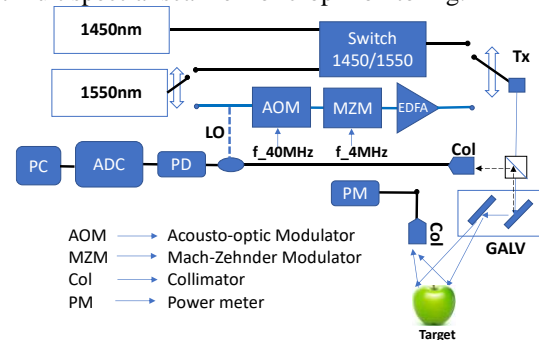 1450nm
Switch
1450/1550
Tx
1550nm
AOM
MZM
EDFA
LO
f_40MHz
f_4MHz
Col
PC
ADC
PD
PM
Col
GALV
AOM Acousto-optic Modulator
MZM Mach-Zehnder Modulator
Col Collimator
PM Power meter
Target